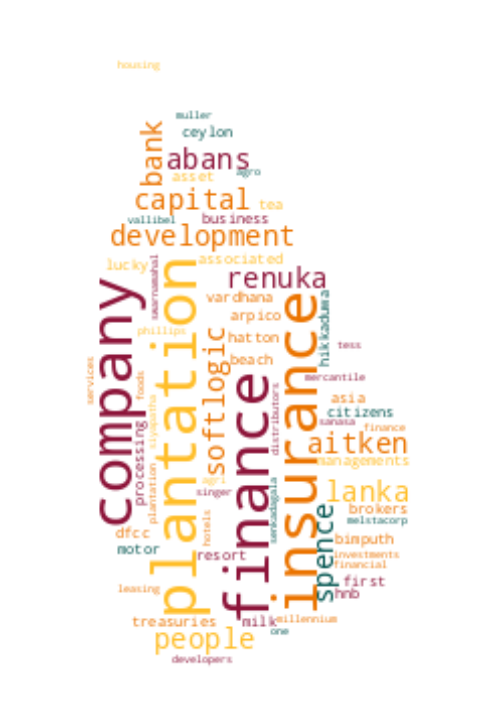 housing
muller
ceylon
bank
abans
agro
asset
capital
tea
vallibel
business
development
associated
lucky
swarnamahal
plantation
renuka
company
vardhana
hikkaduwa
arpico
insurance
phillips
hatton
softlogic
tess
beach
services
foods
finance
mercantile
distributors
siyapatha
asia
citizens
sanasa
finance
processing
aitken
managements
plantation
agri
singer
senkadagala
lanka
spence
brokers
hotels
melstacorp
dfcc
bimputh
motor
resort
investments
financial
first
leasing
hnb
treasuries
milk
millennium
one
people
developers